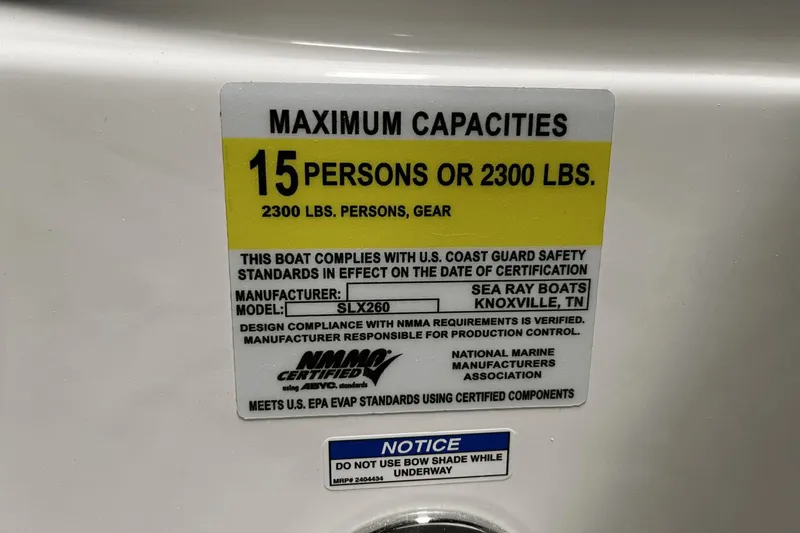 MAXIMUM CAPACITIES
15 PERSONS OR 2300 LBS.
2300 LBS. PERSONS, GEAR
THIS BOAT COMPLIES WITH U.S. COAST GUARD SAFETY
STANDARDS IN EFFECT ON THE DATE OF CERTIFICATION
MANUFACTURER: SEA RAY BOATS
KNOXVILLE, TN
MODEL: SLX260
DESIGN COMPLIANCE WITH NMMA REQUIREMENTS IS VERIFIED.
MANUFACTURER RESPONSIBLE FOR PRODUCTION CONTROL.
NMMA®
CERTIFIED
using ABYC. standards
NATIONAL MARINE
MANUFACTURERS
ASSOCIATION
MEETS U.S. EPA EVAP STANDARDS USING CERTIFIED COMPONENTS
NOTICE
DO NOT USE BOW SHADE WHILE
UNDERWAY
MRP# 2404434